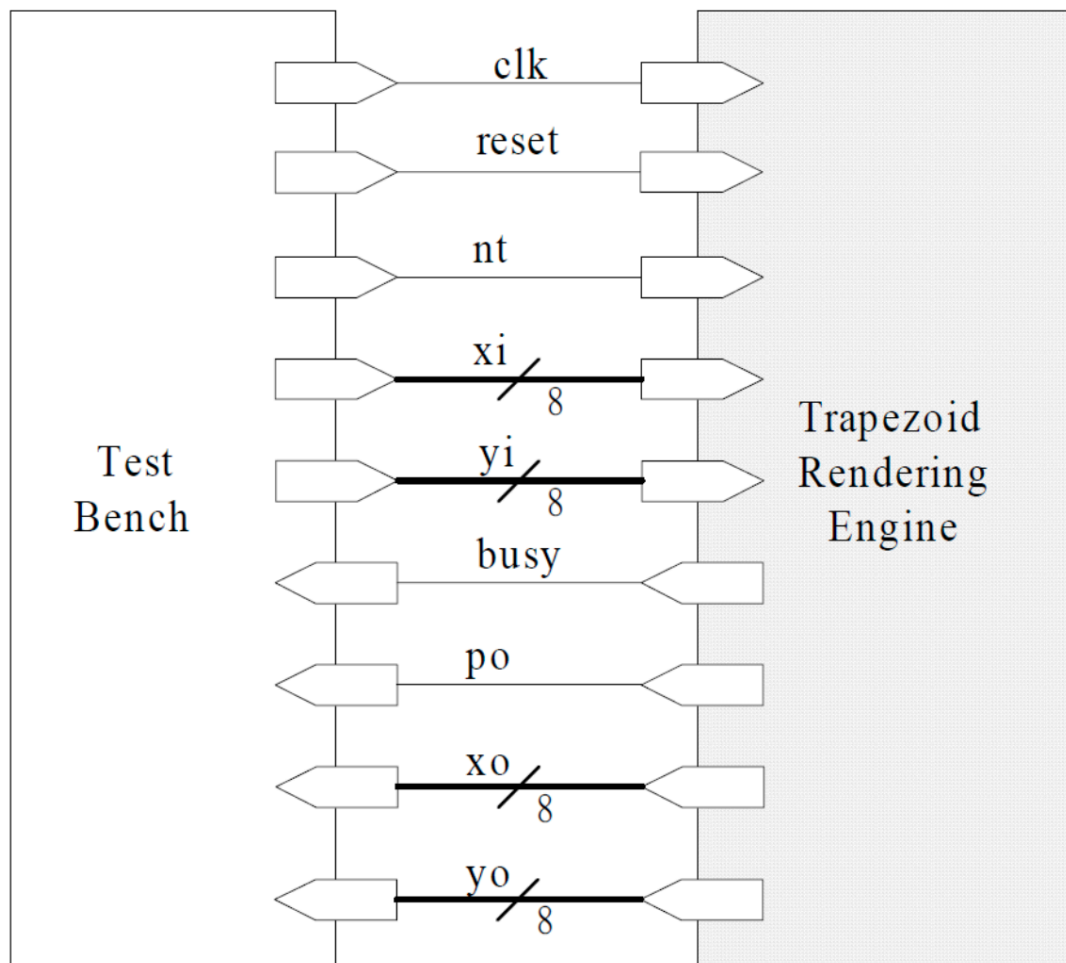 clk
reset
nt
xi
8
yi
8
Test
Bench
Trapezoid
Rendering
Engine
busy
po
xo
8
yo
8